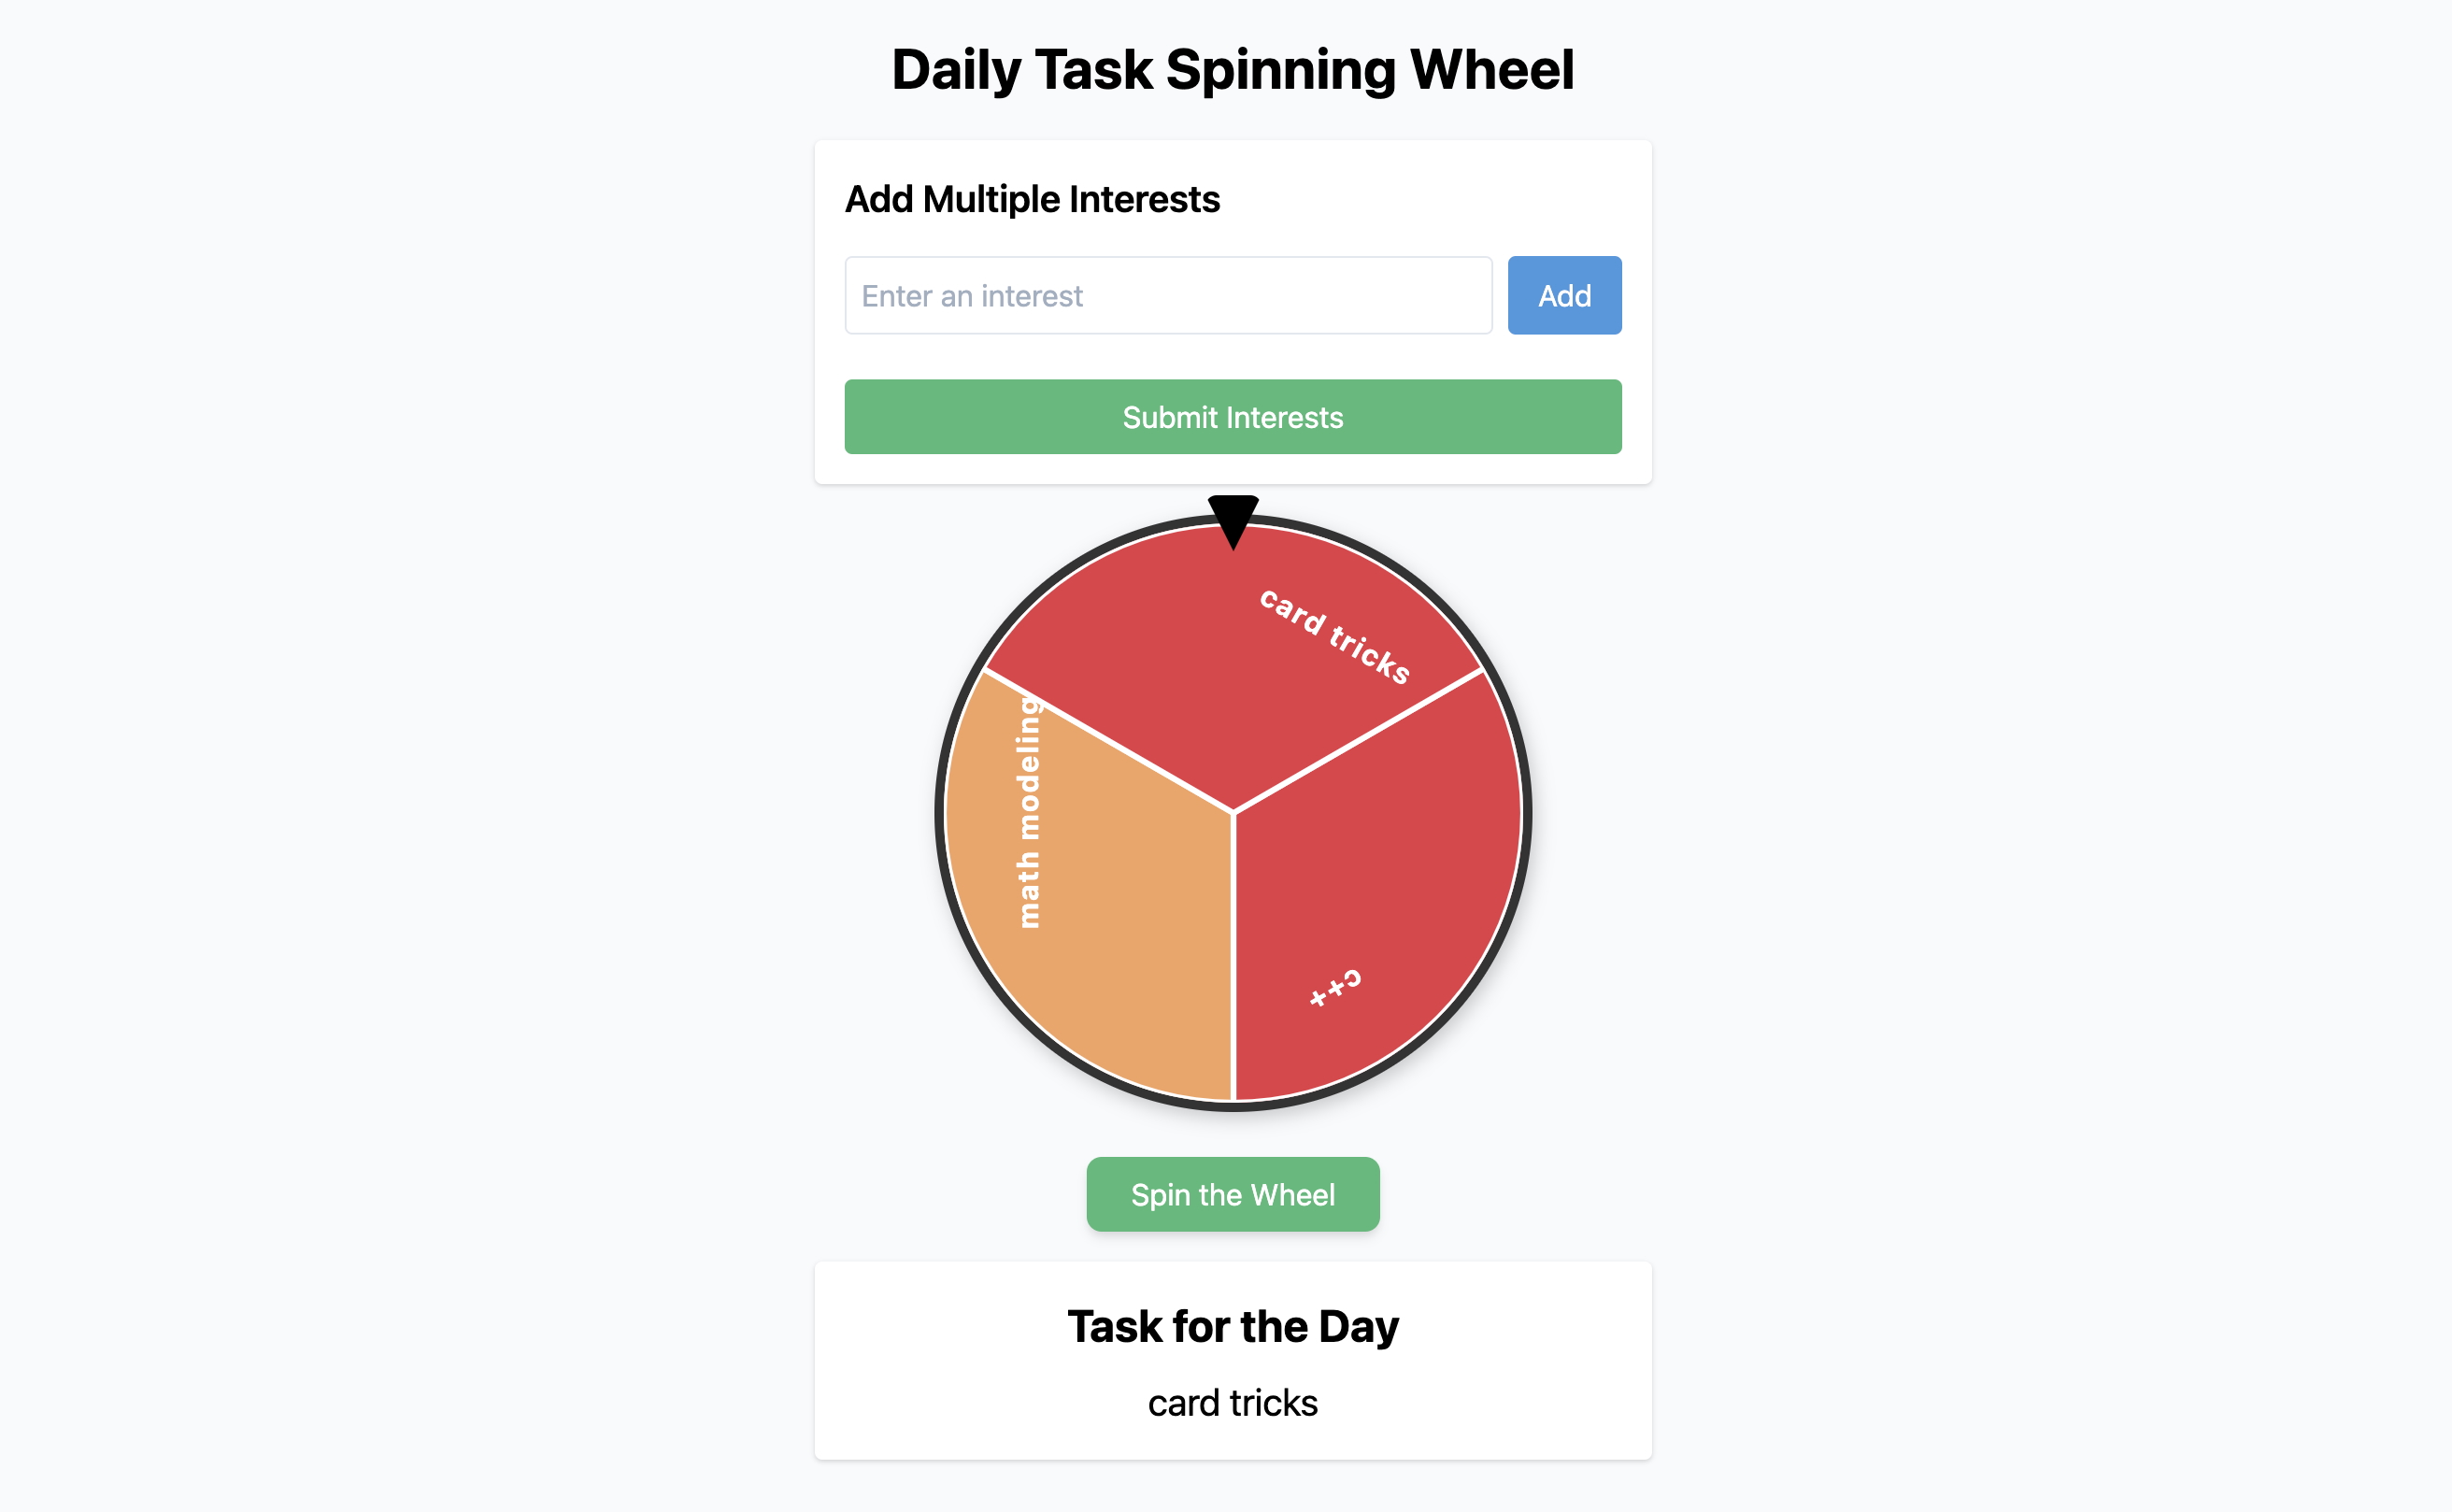 Daily Task Spinning Wheel
Add Multiple Interests
Enter an interest
Add
Submit Interests
card tricks
math modeling
c++
Spin the Wheel
Task for the Day
card tricks